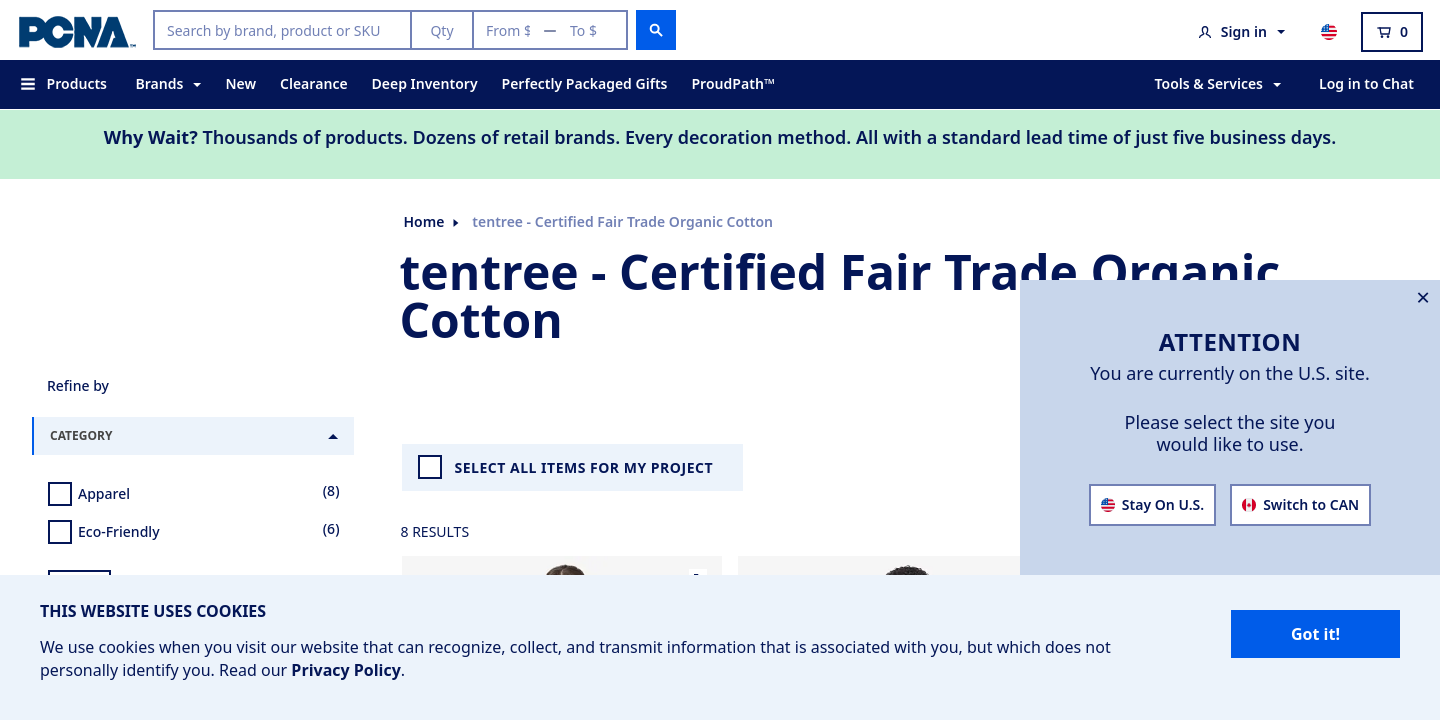 PCNA™
Search by brand, product or SKU
Qty
From $
—
To $
Sign in
0
Products
Brands
New
Clearance
Deep Inventory
Perfectly Packaged Gifts
ProudPath™
Tools & Services
Log in to Chat
Why Wait? Thousands of products. Dozens of retail brands. Every decoration method. All with a standard lead time of just five business days.
Home
tentree - Certified Fair Trade Organic Cotton
tentree - Certified Fair Trade Organic
Cotton
ATTENTION
You are currently on the U.S. site.
Please select the site you
would like to use.
Stay On U.S.
Switch to CAN
Refine by
CATEGORY
Apparel
(8)
Eco-Friendly
(6)
SELECT ALL ITEMS FOR MY PROJECT
8 RESULTS
THIS WEBSITE USES COOKIES
We use cookies when you visit our website that can recognize, collect, and transmit information that is associated with you, but which does not
personally identify you. Read our Privacy Policy.
Got it!